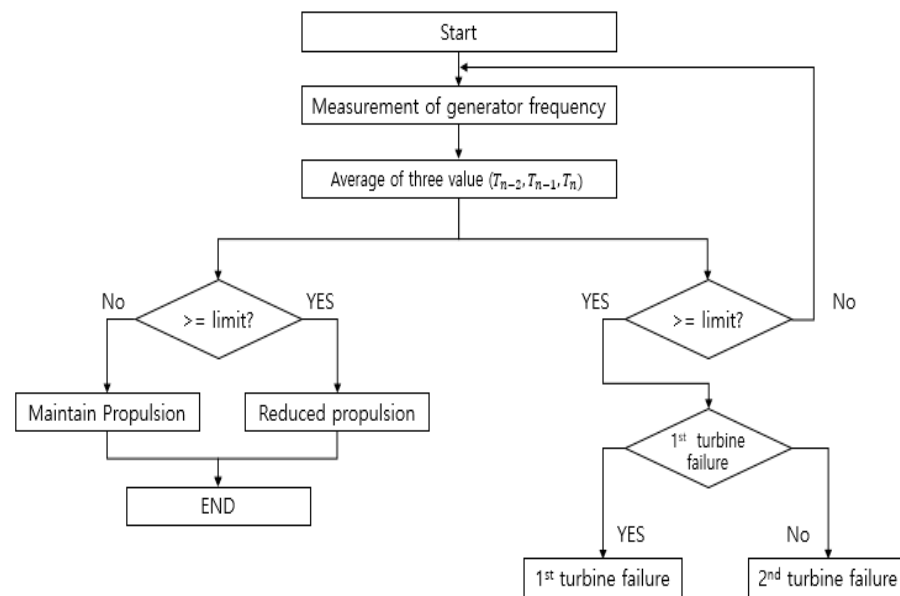 Start
Measurement of generator frequency
Average of three value (Tₙ₋₂, Tₙ₋₁, Tₙ)
No
YES
>= limit?
YES
No
>= limit?
Maintain Propulsion
Reduced propulsion
1st turbine
failure
END
YES
No
1st turbine failure
2nd turbine failure